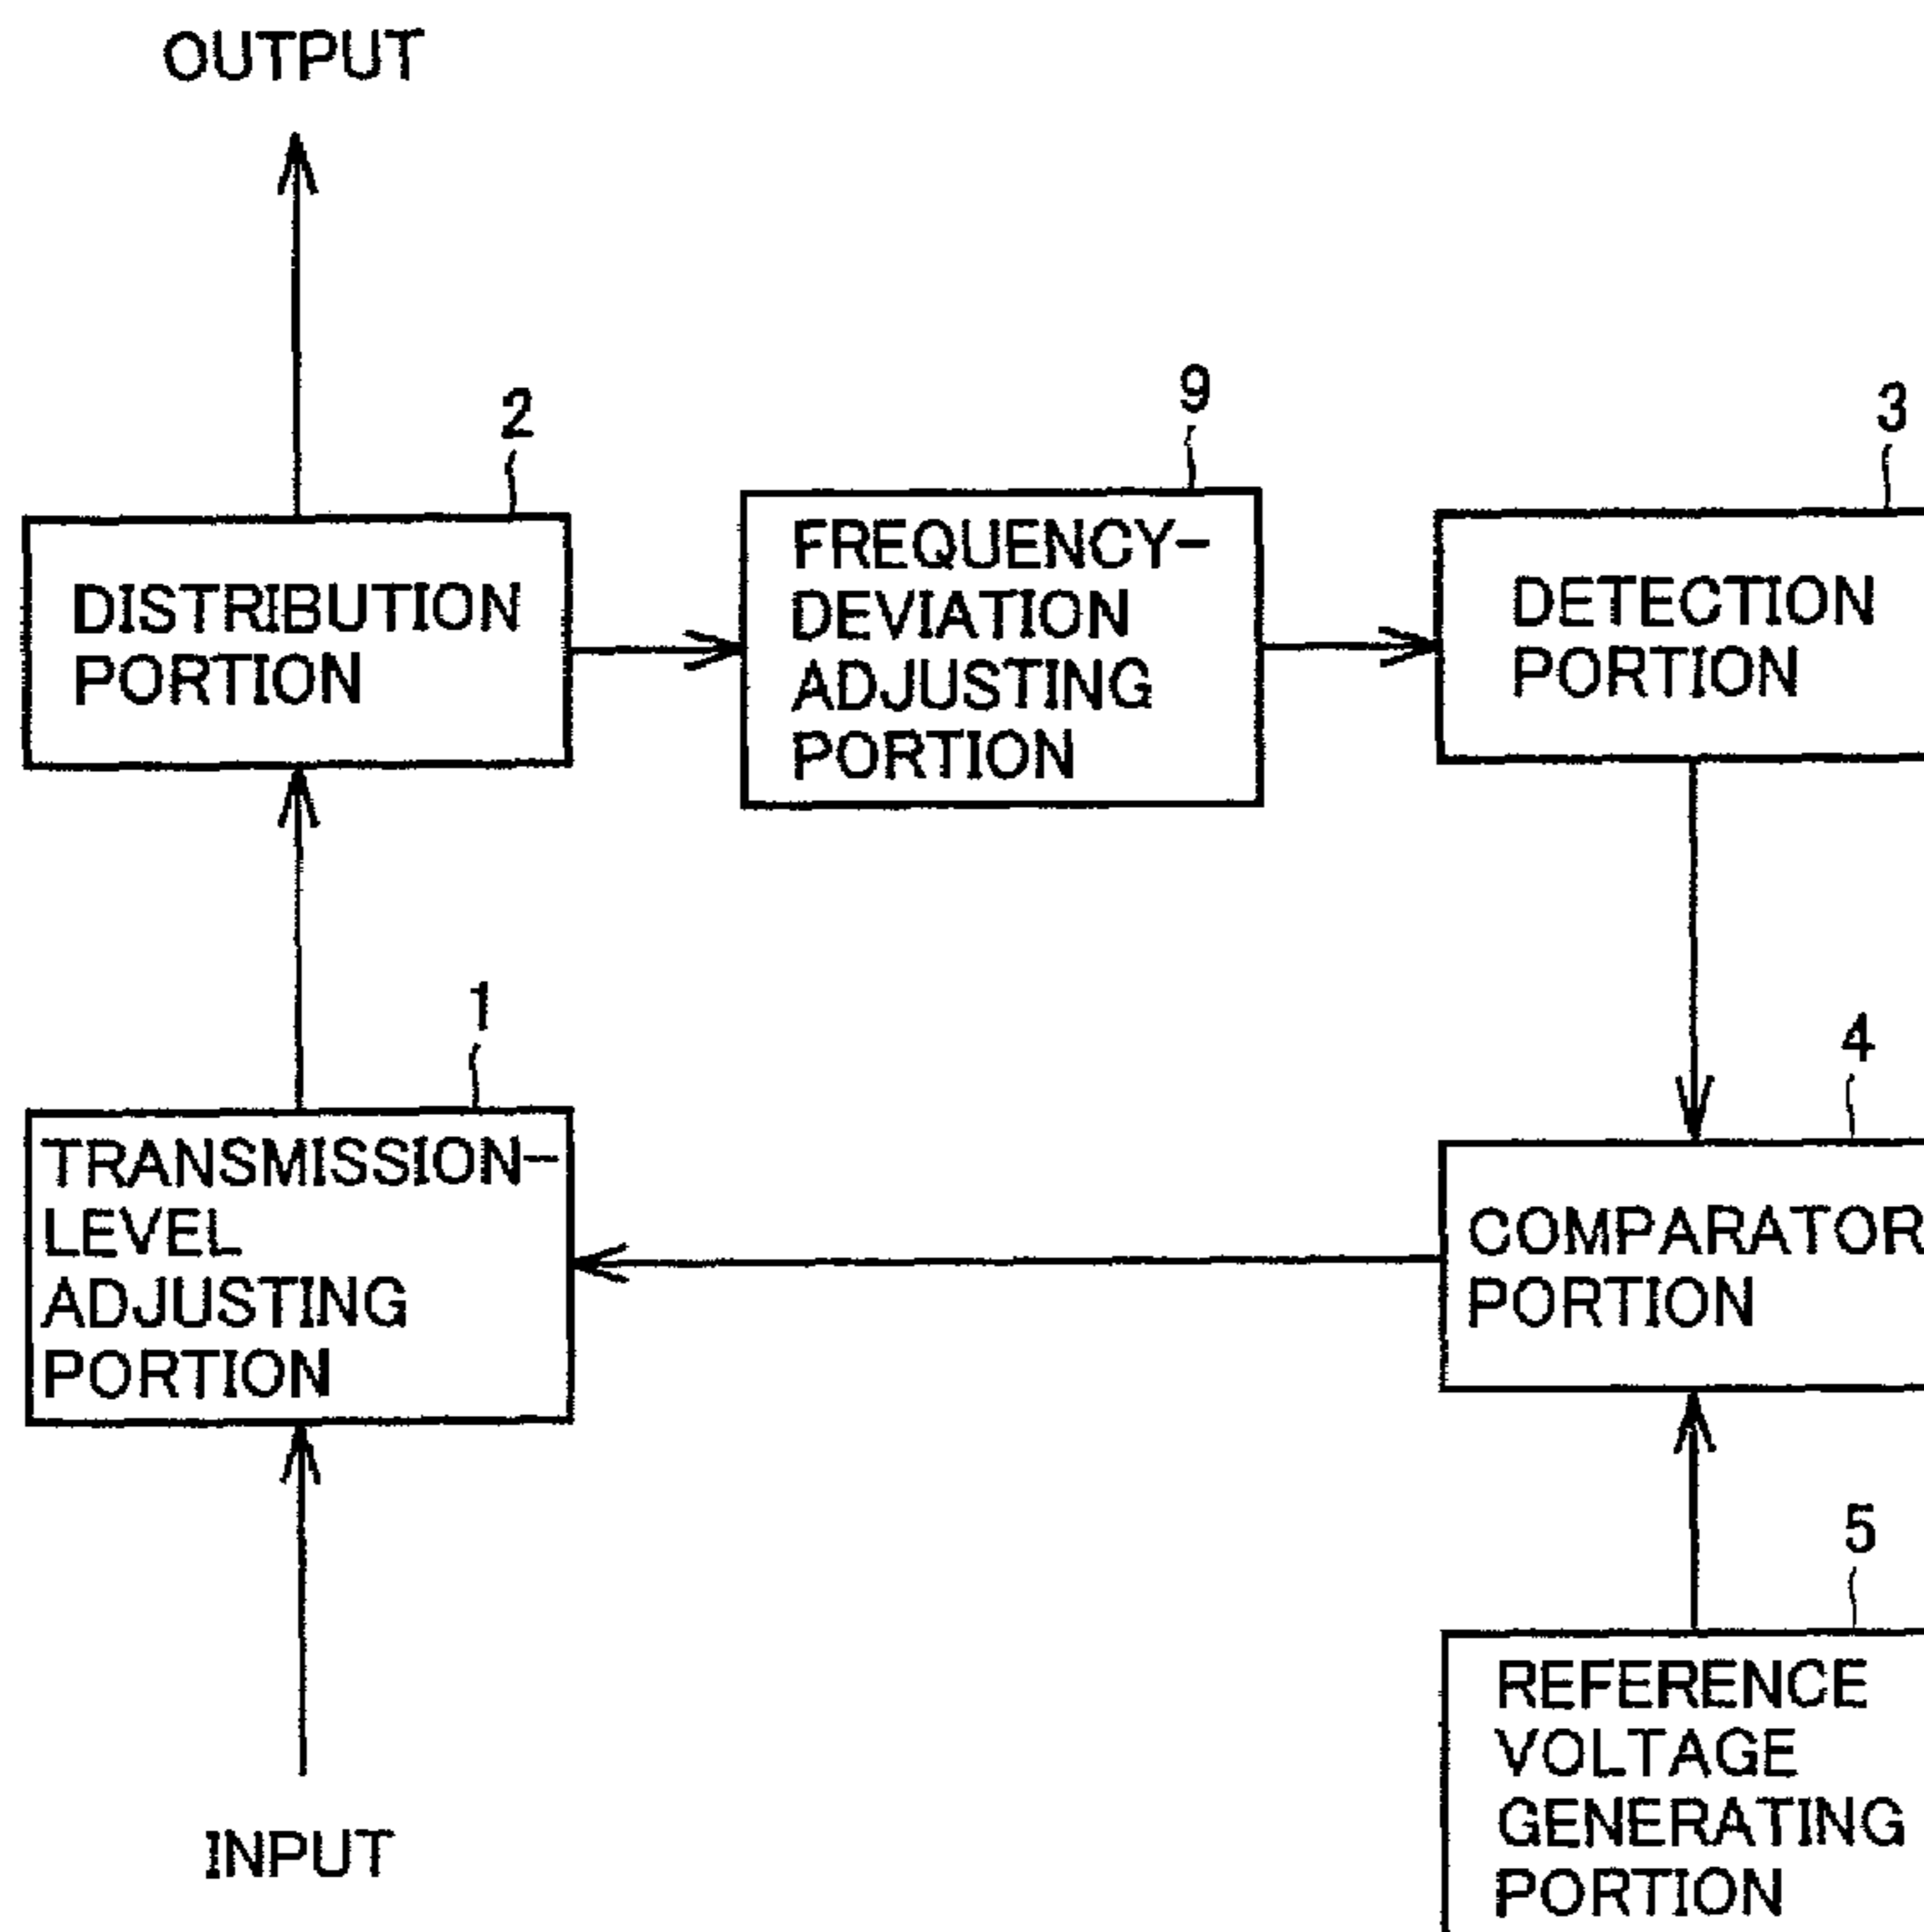 OUTPUT
2
9
3
DISTRIBUTION
PORTION
FREQUENCY-
DEVIATION
ADJUSTING
PORTION
DETECTION
PORTION
1
4
TRANSMISSION-
LEVEL
ADJUSTING
PORTION
COMPARATOR
PORTION
5
REFERENCE
VOLTAGE
GENERATING
PORTION
INPUT